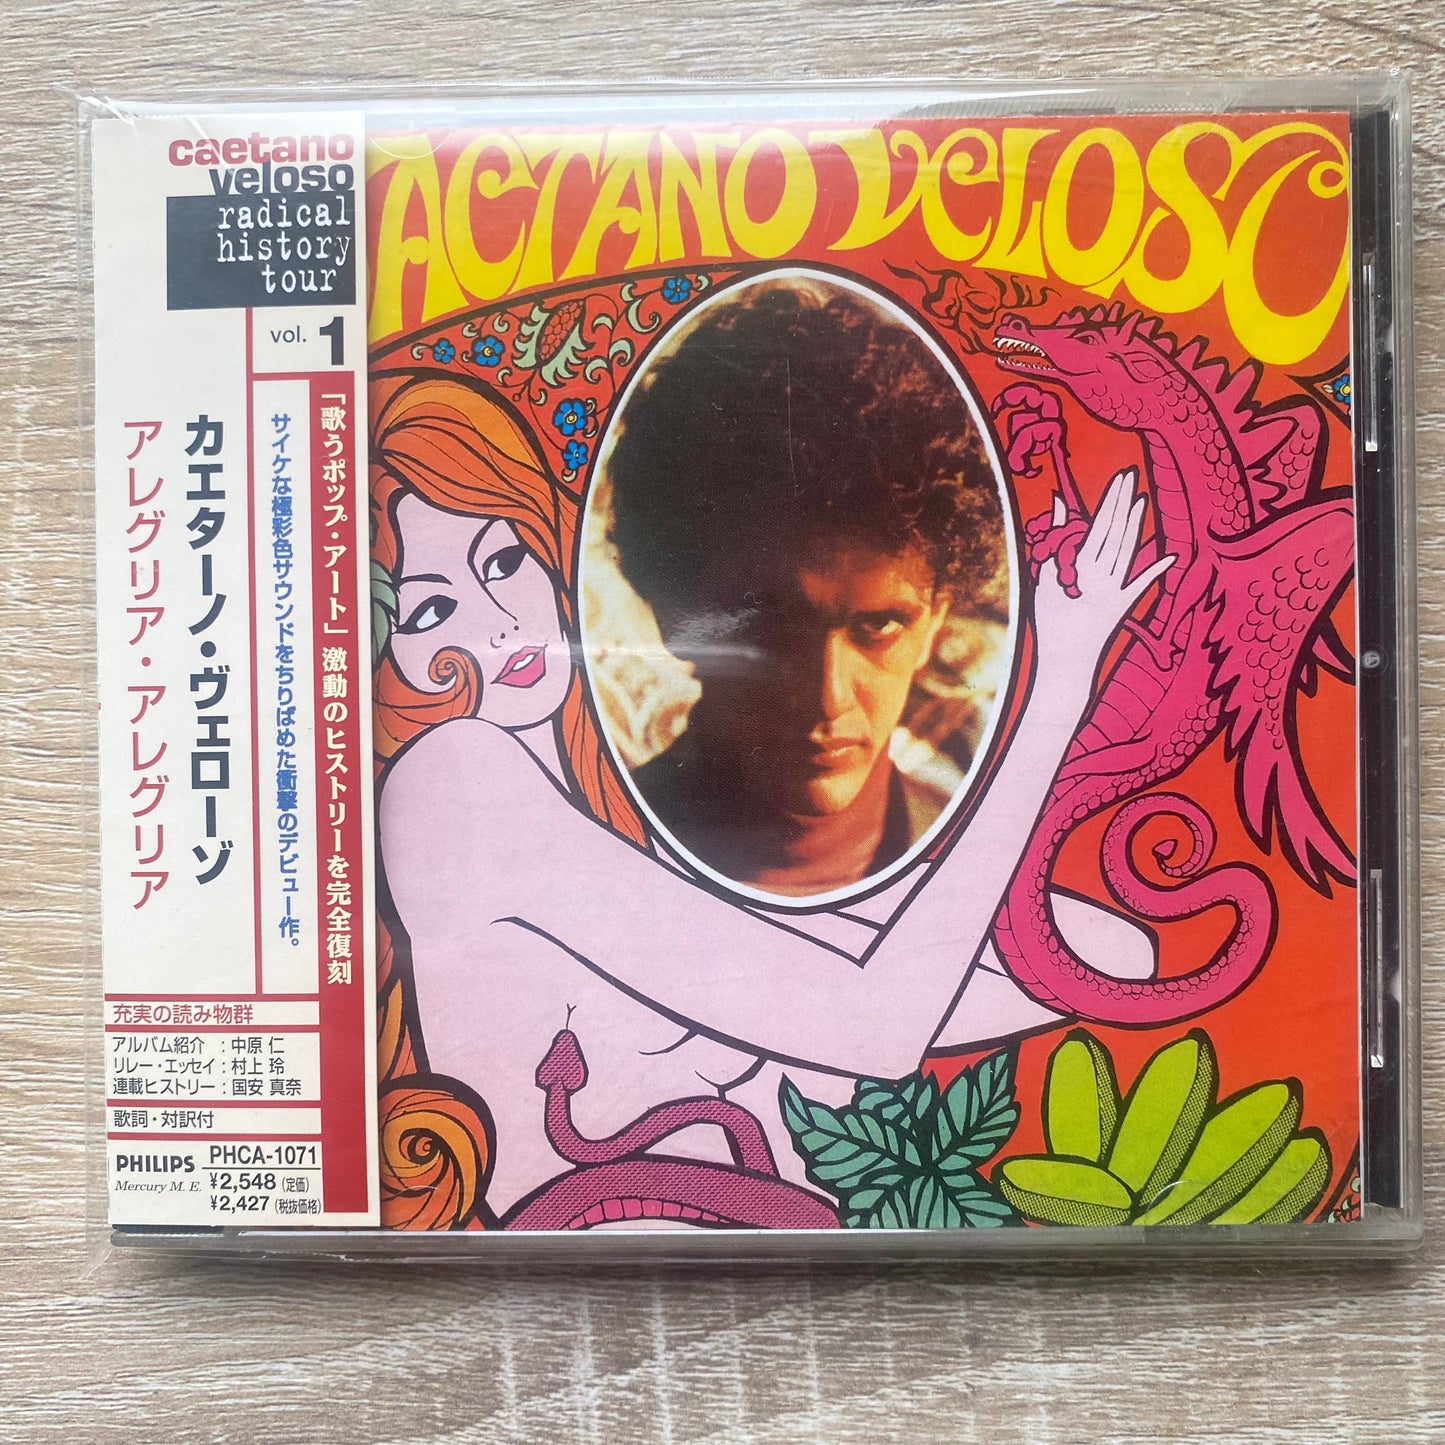 caetano
veloso
radical
history
tour
vol. 1
「歌うポップ・アート」激動のヒストリーを完全復刻
サイケな極彩色サウンドをちりばめた衝撃のデビュー作。
カエターノ・ヴェローゾ
アレグリア・アレグリア
充実の読み物群
アルバム紹介 : 中原 仁
リレー・エッセイ : 村上 玲
連載ヒストリー : 国安 真奈
歌詞・対訳付
PHILIPS PHCA-1071
Mercury M. E. ¥2,548 (定価)
¥2,427 (税抜価格)
AETANO VELOSO